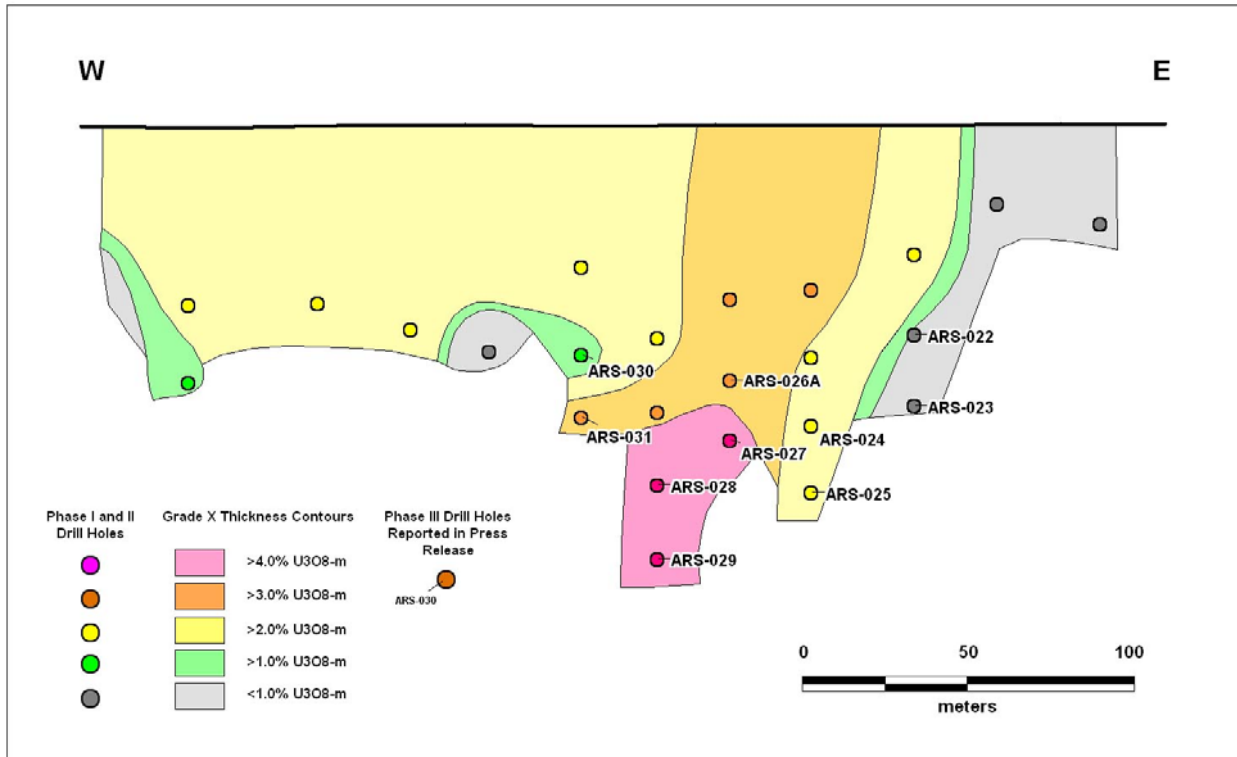 W
E
ARS-022
ARS-030
ARS-026A
ARS-023
ARS-031
ARS-024
ARS-027
ARS-028
ARS-025
ARS-029
Phase I and II
Drill Holes
Grade X Thickness Contours
>4.0% U3O8-m
>3.0% U3O8-m
>2.0% U3O8-m
>1.0% U3O8-m
<1.0% U3O8-m
Phase III Drill Holes
Reported in Press
Release
ARS-030
0 50 100
meters